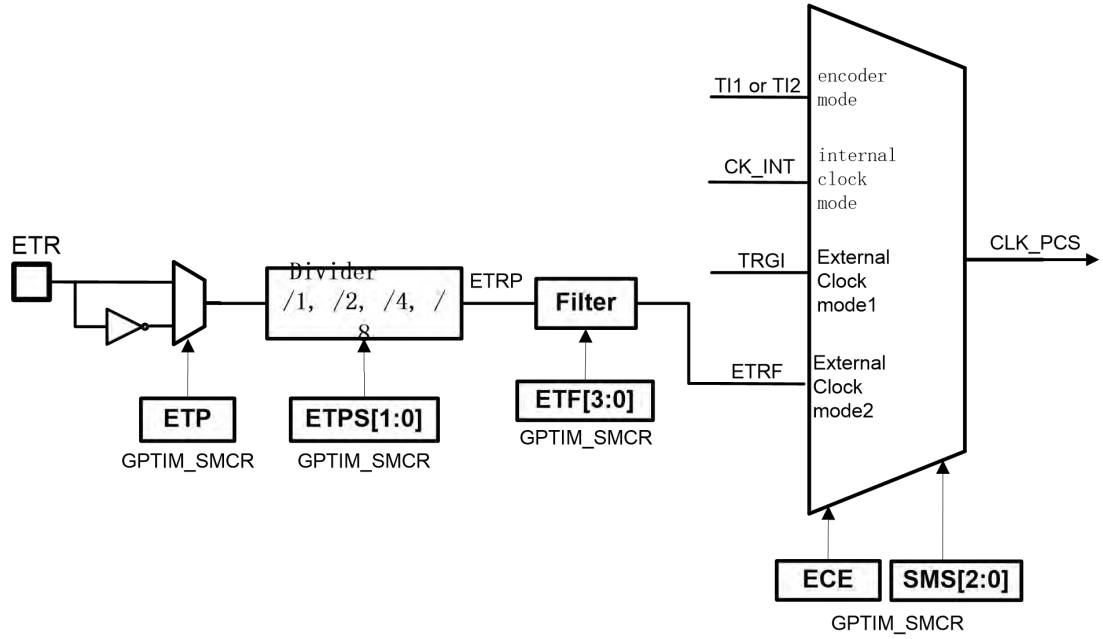 ETR
Divider
/1, /2, /4, /
8
ETRP
Filter
ETP
GPTIM_SMCR
ETPS[1:0]
GPTIM_SMCR
ETF[3:0]
GPTIM_SMCR
TI1 or TI2
encoder
mode
CK_INT
internal
clock
mode
TRGI
External
Clock
mode1
ETRF
External
Clock
mode2
CLK_PCS
ECE
SMS[2:0]
GPTIM_SMCR